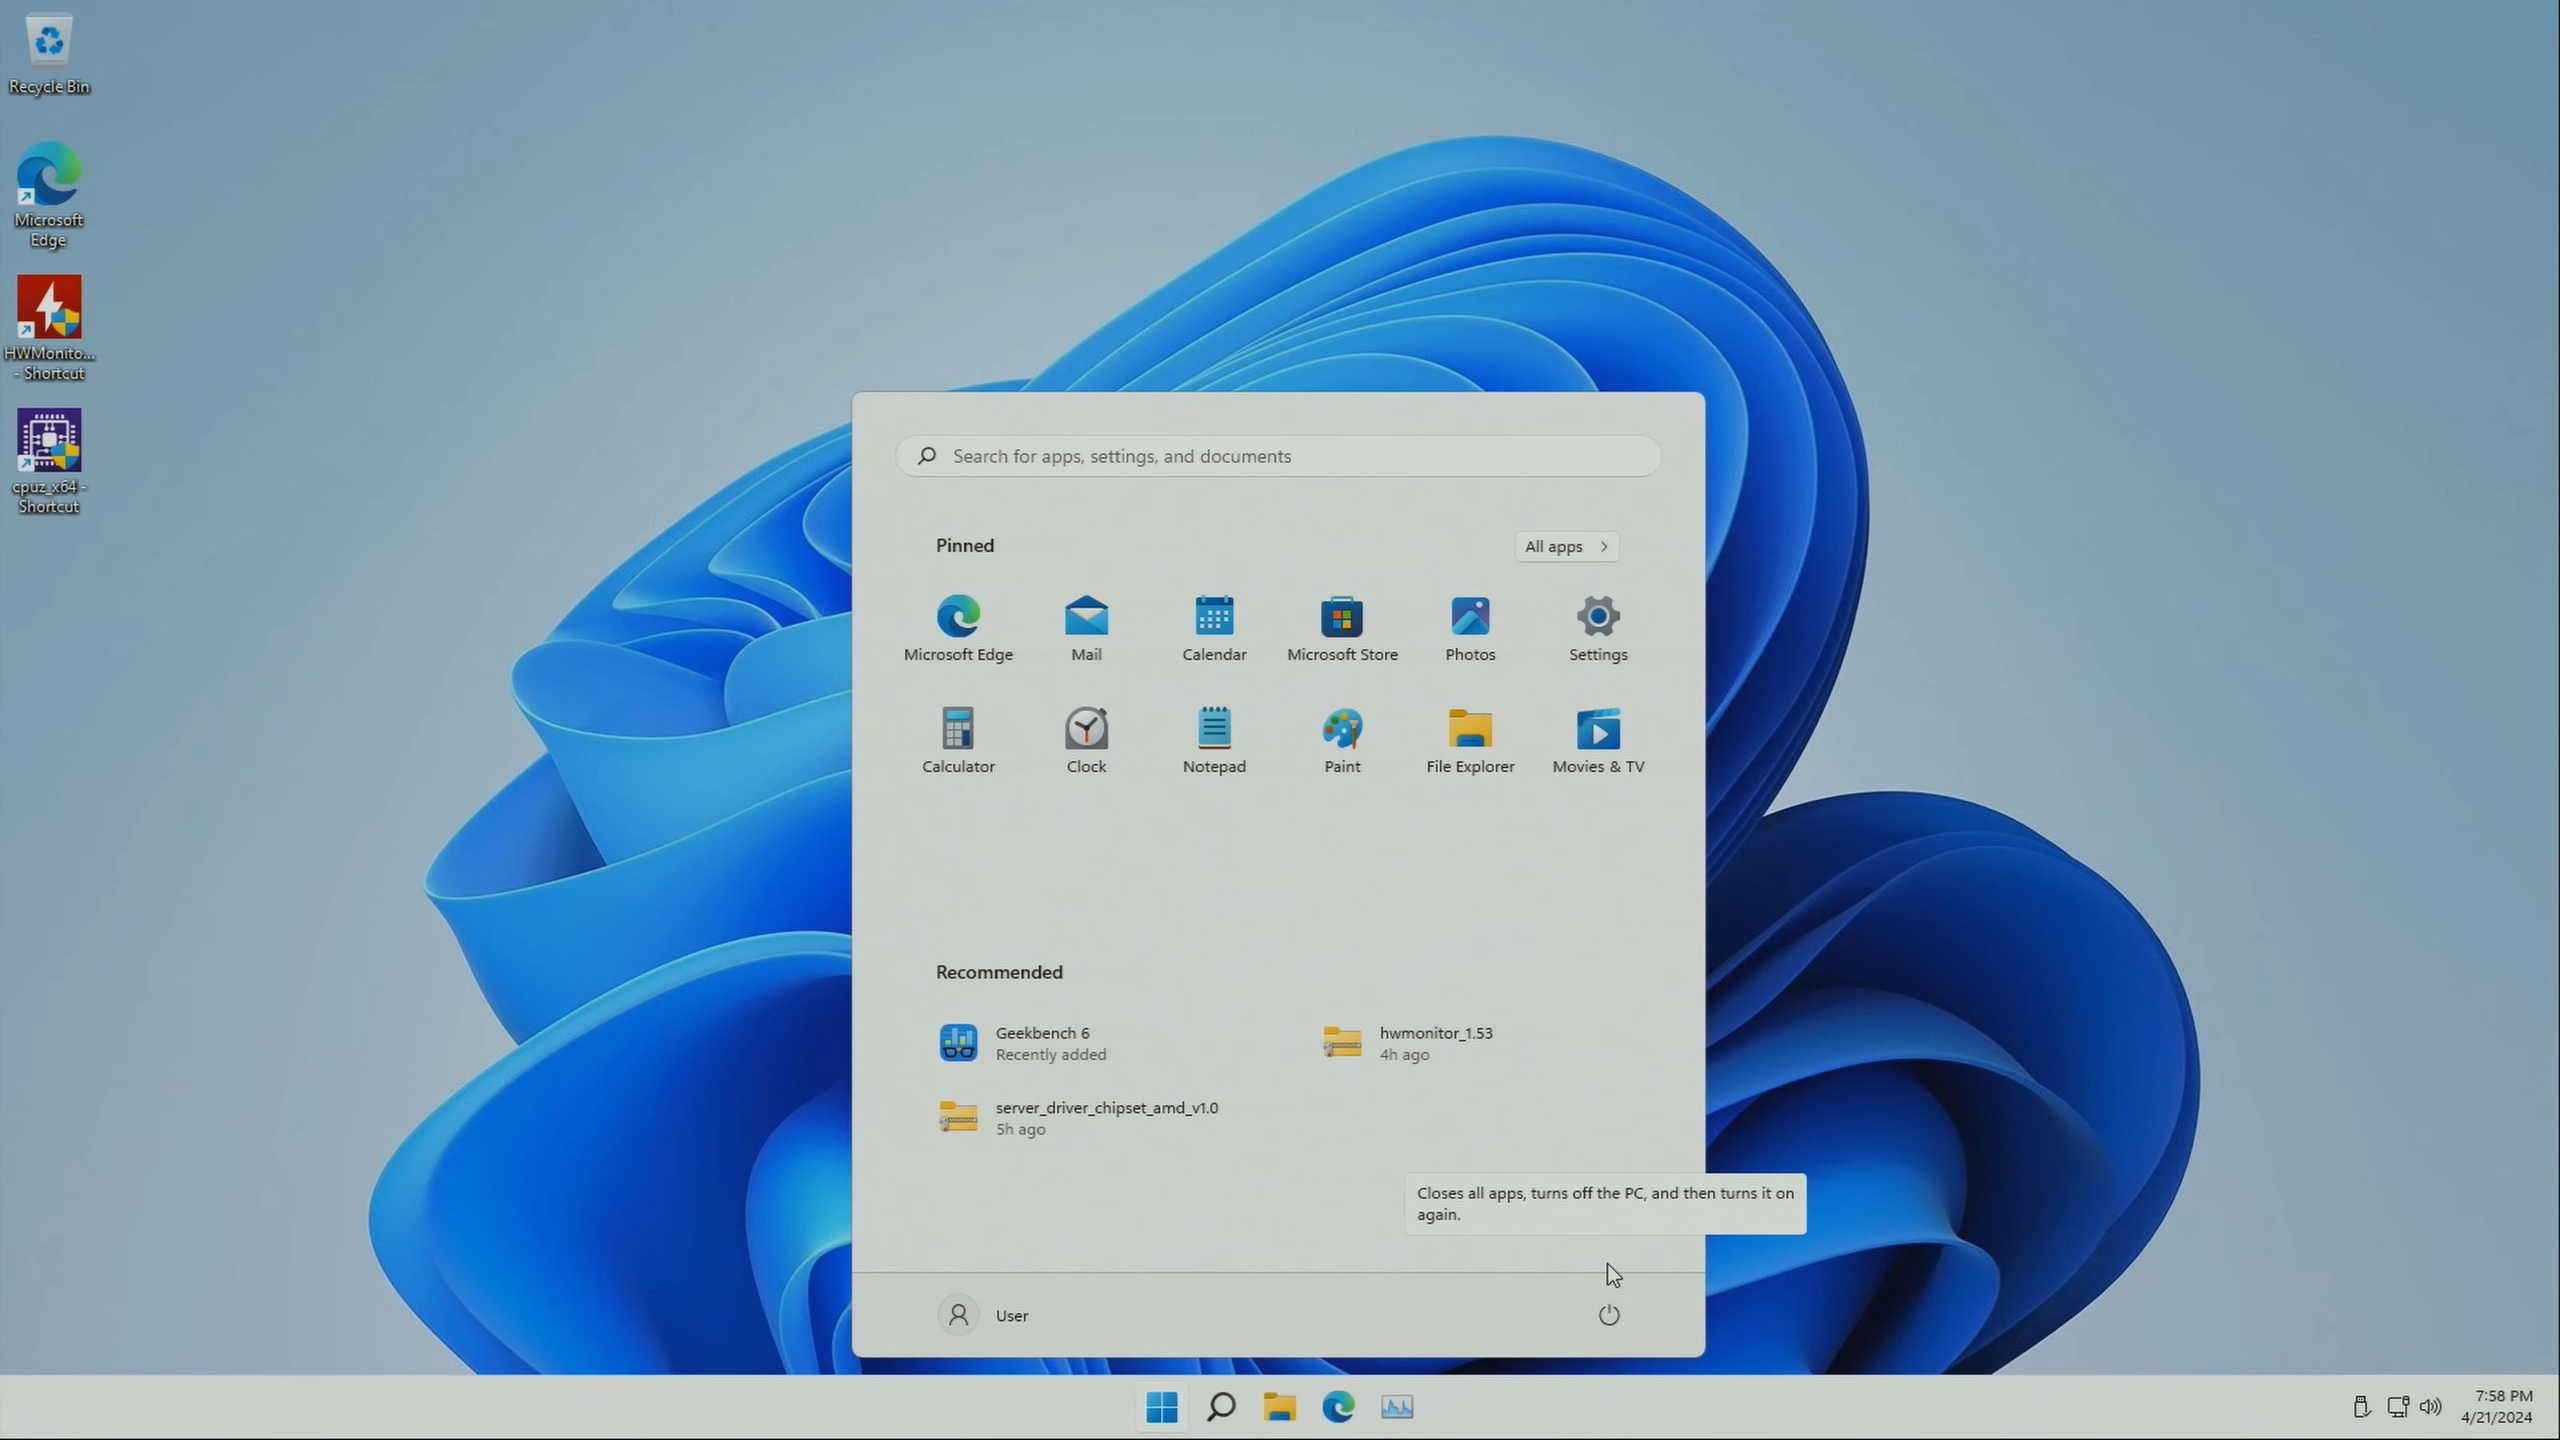 Recycle Bin
Microsoft
Edge
HWMonito...
- Shortcut
cpuz_x64 -
Shortcut
Search for apps, settings, and documents
Pinned
All apps
Microsoft Edge
Mail
Calendar
Microsoft Store
Photos
Settings
Calculator
Clock
Notepad
Paint
File Explorer
Movies & TV
Recommended
Geekbench 6
Recently added
hwmonitor_1.53
4h ago
server_driver_chipset_amd_v1.0
5h ago
Closes all apps, turns off the PC, and then turns it on
again.
User
7:58 PM
4/21/2024